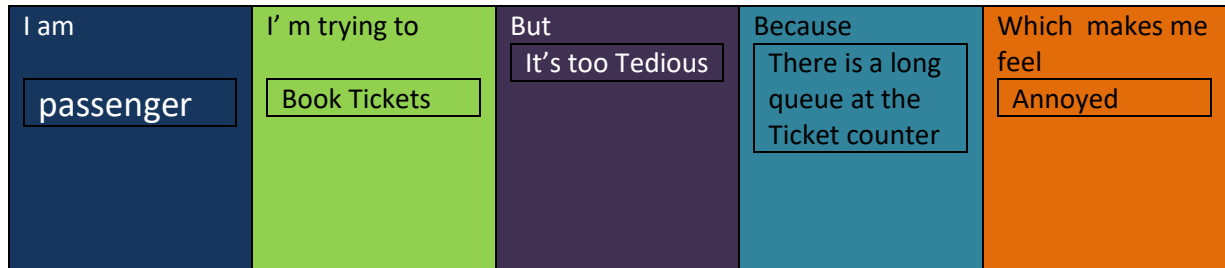 I am
passenger
I’ m trying to
Book Tickets
But
It’s too Tedious
Because
There is a long
queue at the
Ticket counter
Which  makes me
feel
Annoyed